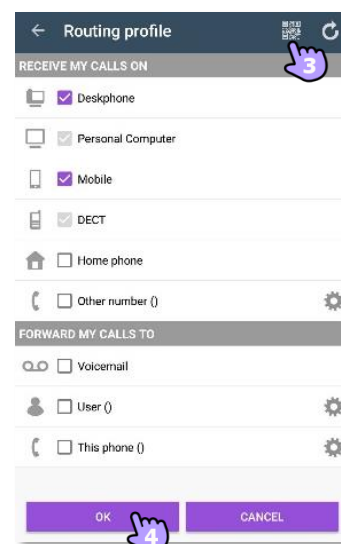 Routing profile
3
RECEIVE MY CALLS ON
Deskphone
Personal Computer
Mobile
DECT
Home phone
Other number ()
FORWARD MY CALLS TO
Voicemail
User ()
This phone ()
OK
CANCEL
4